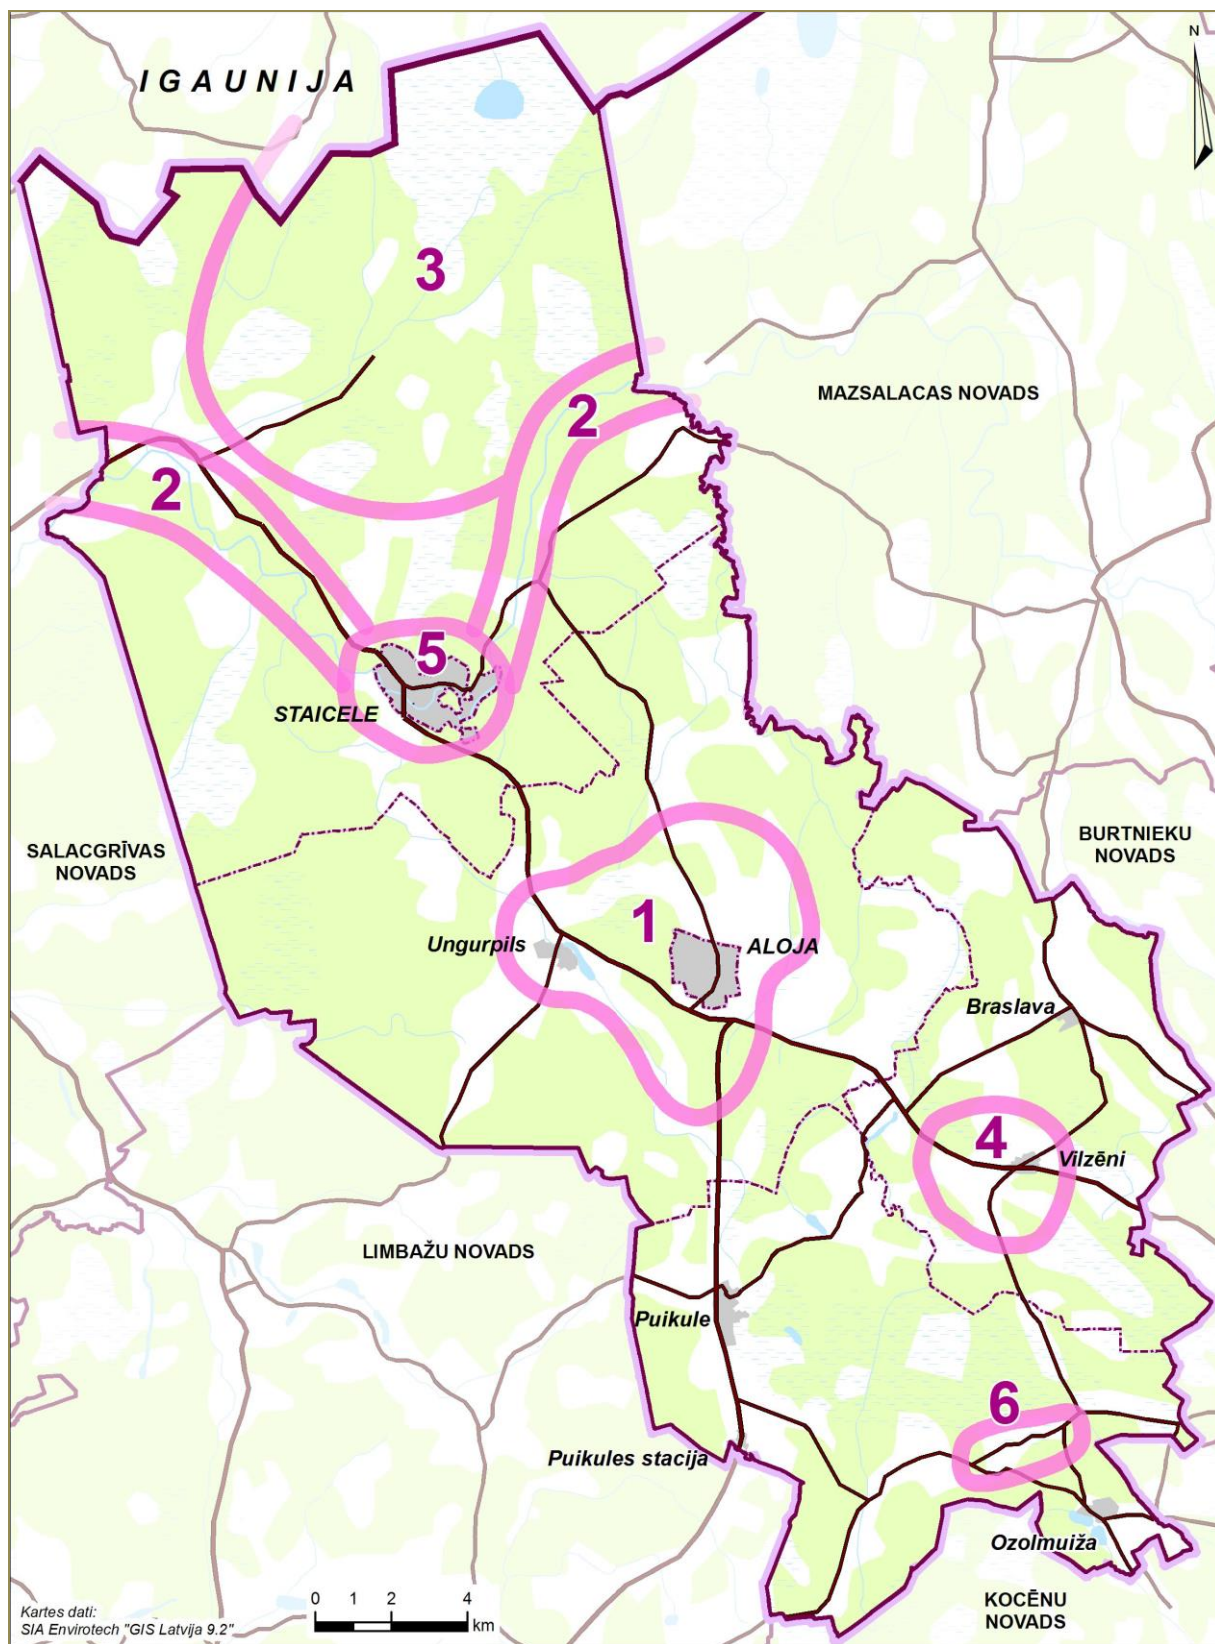 N
IGAUNIJA
3
MAZSALACAS NOVADS
2
2
5
STAICELE
SALACGRĪVAS
NOVADS
BURTNIEKU
NOVADS
1
Ungurpils
ALOJA
Braslava
4
Vilzēni
LIMBAŽU NOVADS
Puikule
6
Puikules stacija
Ozolmuiža
KOCĒNU
NOVADS
0 1 2 4
km
Kartes dati:
SIA Envirotech "GIS Latvija 9.2"